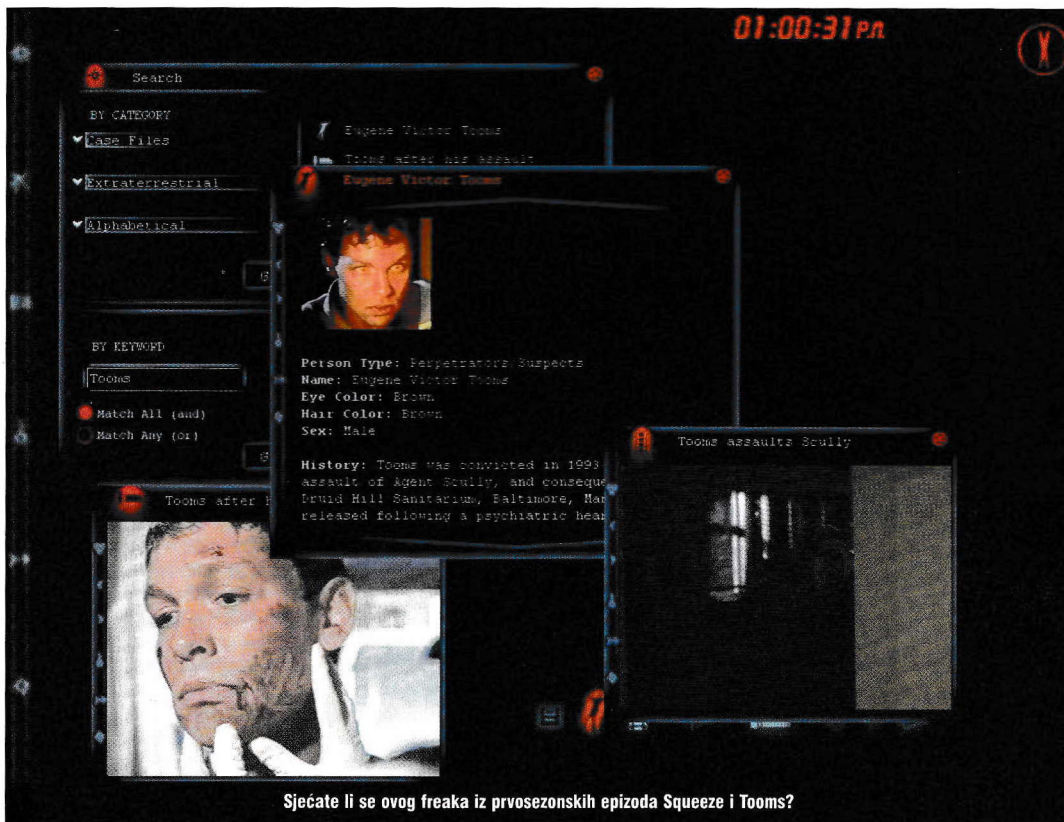 01:00:31 P.M.
X
Search
BY CATEGORY
Case Files
Extraterrestrial
Alphabetical
G
BY KEYWORD
Tooms
Match All (and)
Match Any (or)
G
Eugene Victor Tooms
Tooms after his assault
Eugene Victor Tooms
Person Type: Perpetrators/Suspects
Name: Eugene Victor Tooms
Eye Color: Brown
Hair Color: Brown
Sex: Male
History: Tooms was convicted in 1993
assault of Agent Scully, and conseque
Druid Hill Sanitarium, Baltimore, Mar
released following a psychiatric hear
Tooms after h
Tooms assaults Scully
Sjećate li se ovog freaka iz prvosezonskih epizoda Squeeze i Tooms?